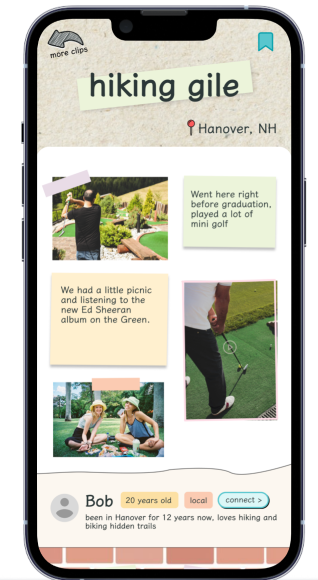 more clips
hiking gile
Hanover, NH
Went here right
before graduation,
played a lot of
mini golf
We had a little picnic
and listening to the
new Ed Sheeran
album on the Green.
Bob
20 years old
local
connect >
been in Hanover for 12 years now, loves hiking and
biking hidden trails